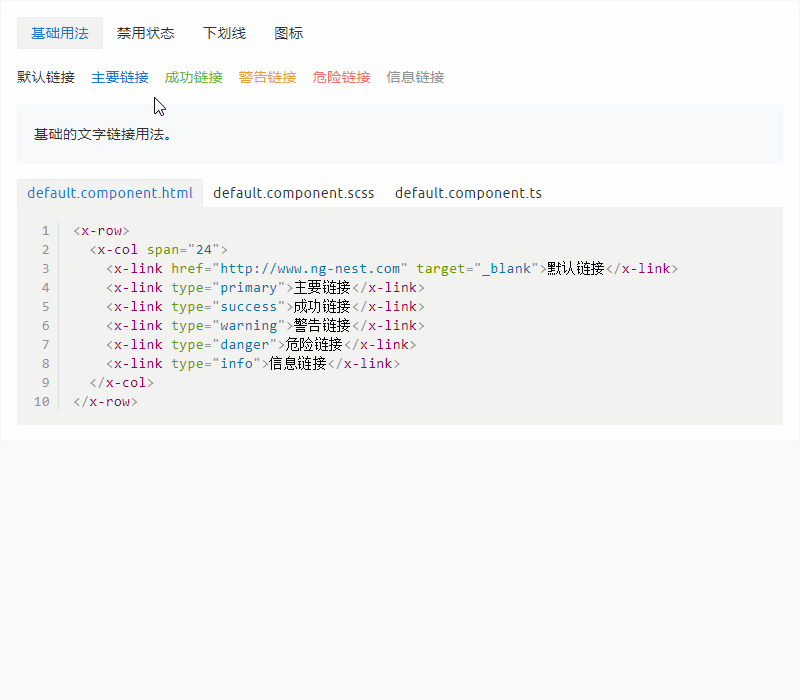 基础用法 禁用状态 下划线 图标
默认链接 主要链接 成功链接 警告链接 危险链接 信息链接
基础的文字链接用法。
default.component.html default.component.scss default.component.ts
1 <x-row>
2 <x-col span="24">
3 <x-link href="http://www.ng-nest.com" target="_blank">默认链接</x-link>
4 <x-link type="primary">主要链接</x-link>
5 <x-link type="success">成功链接</x-link>
6 <x-link type="warning">警告链接</x-link>
7 <x-link type="danger">危险链接</x-link>
8 <x-link type="info">信息链接</x-link>
9 </x-col>
10 </x-row>